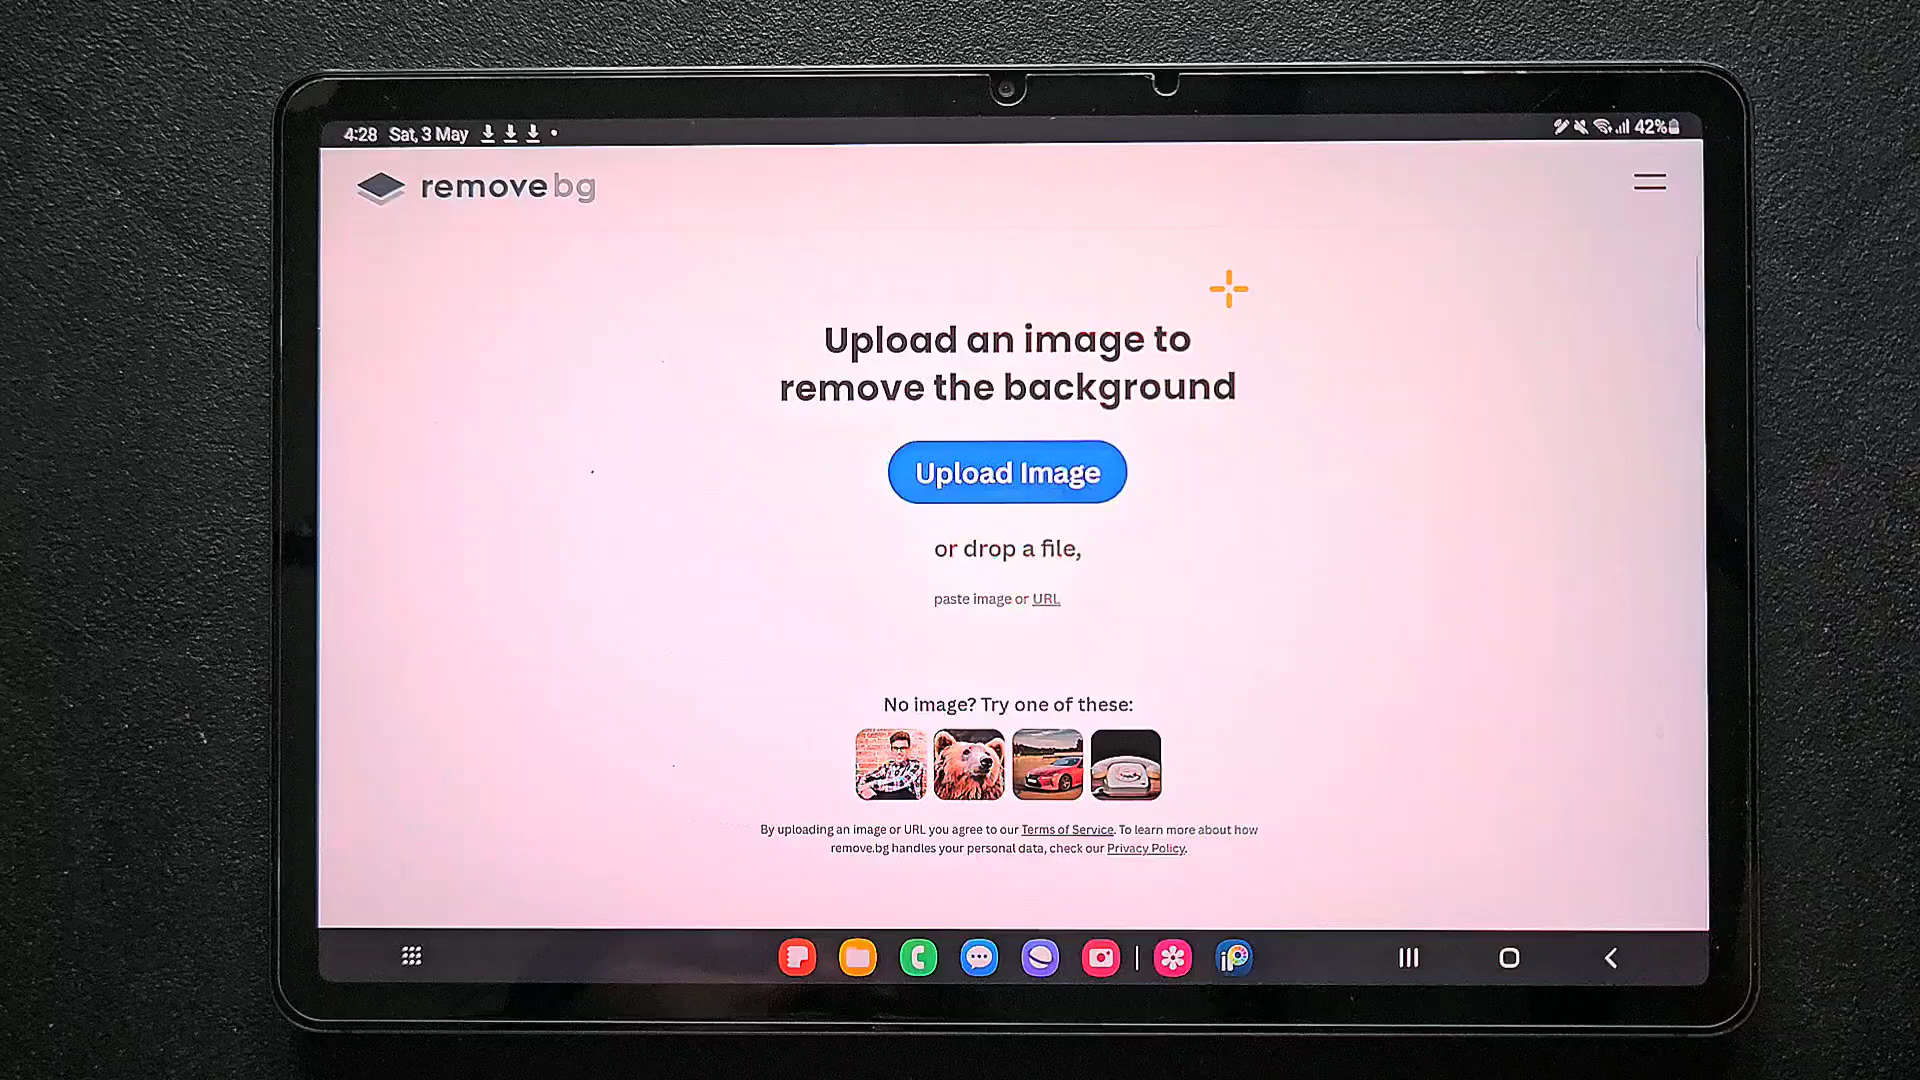 4:28 Sat, 3 May
42%
remove bg
Upload an image to
remove the background
Upload Image
or drop a file,
paste image or URL
No image? Try one of these:
By uploading an image or URL you agree to our Terms of Service. To learn more about how
remove.bg handles your personal data, check our Privacy Policy.
iP